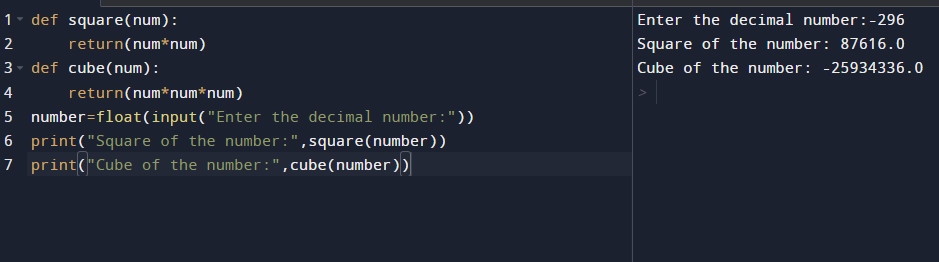 1 def square(num):
2     return(num*num)
3 def cube(num):
4     return(num*num*num)
5 number=float(input("Enter the decimal number:"))
6 print("Square of the number:",square(number))
7 print("Cube of the number:",cube(number))
Enter the decimal number:-296
Square of the number: 87616.0
Cube of the number: -25934336.0
>